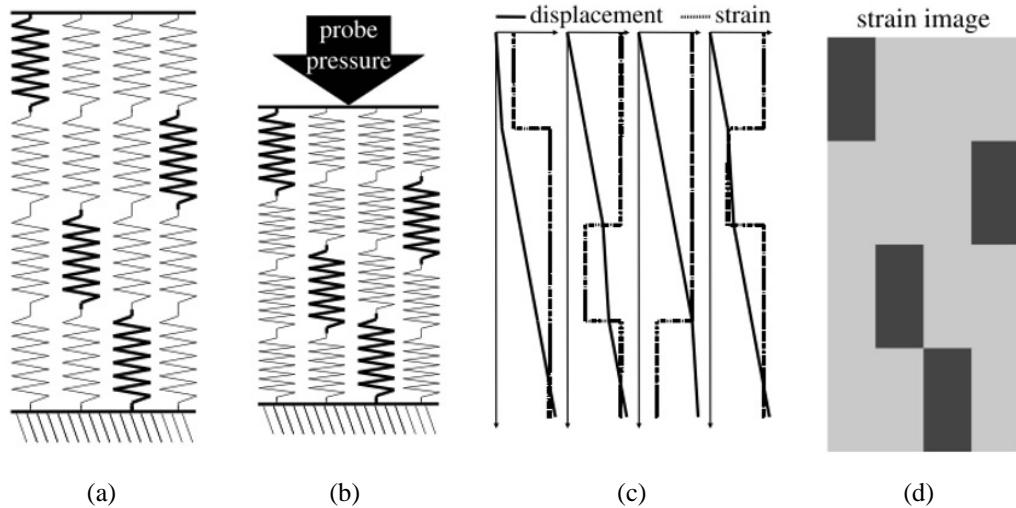 probe
pressure
displacement strain
strain image
(a) (b) (c) (d)